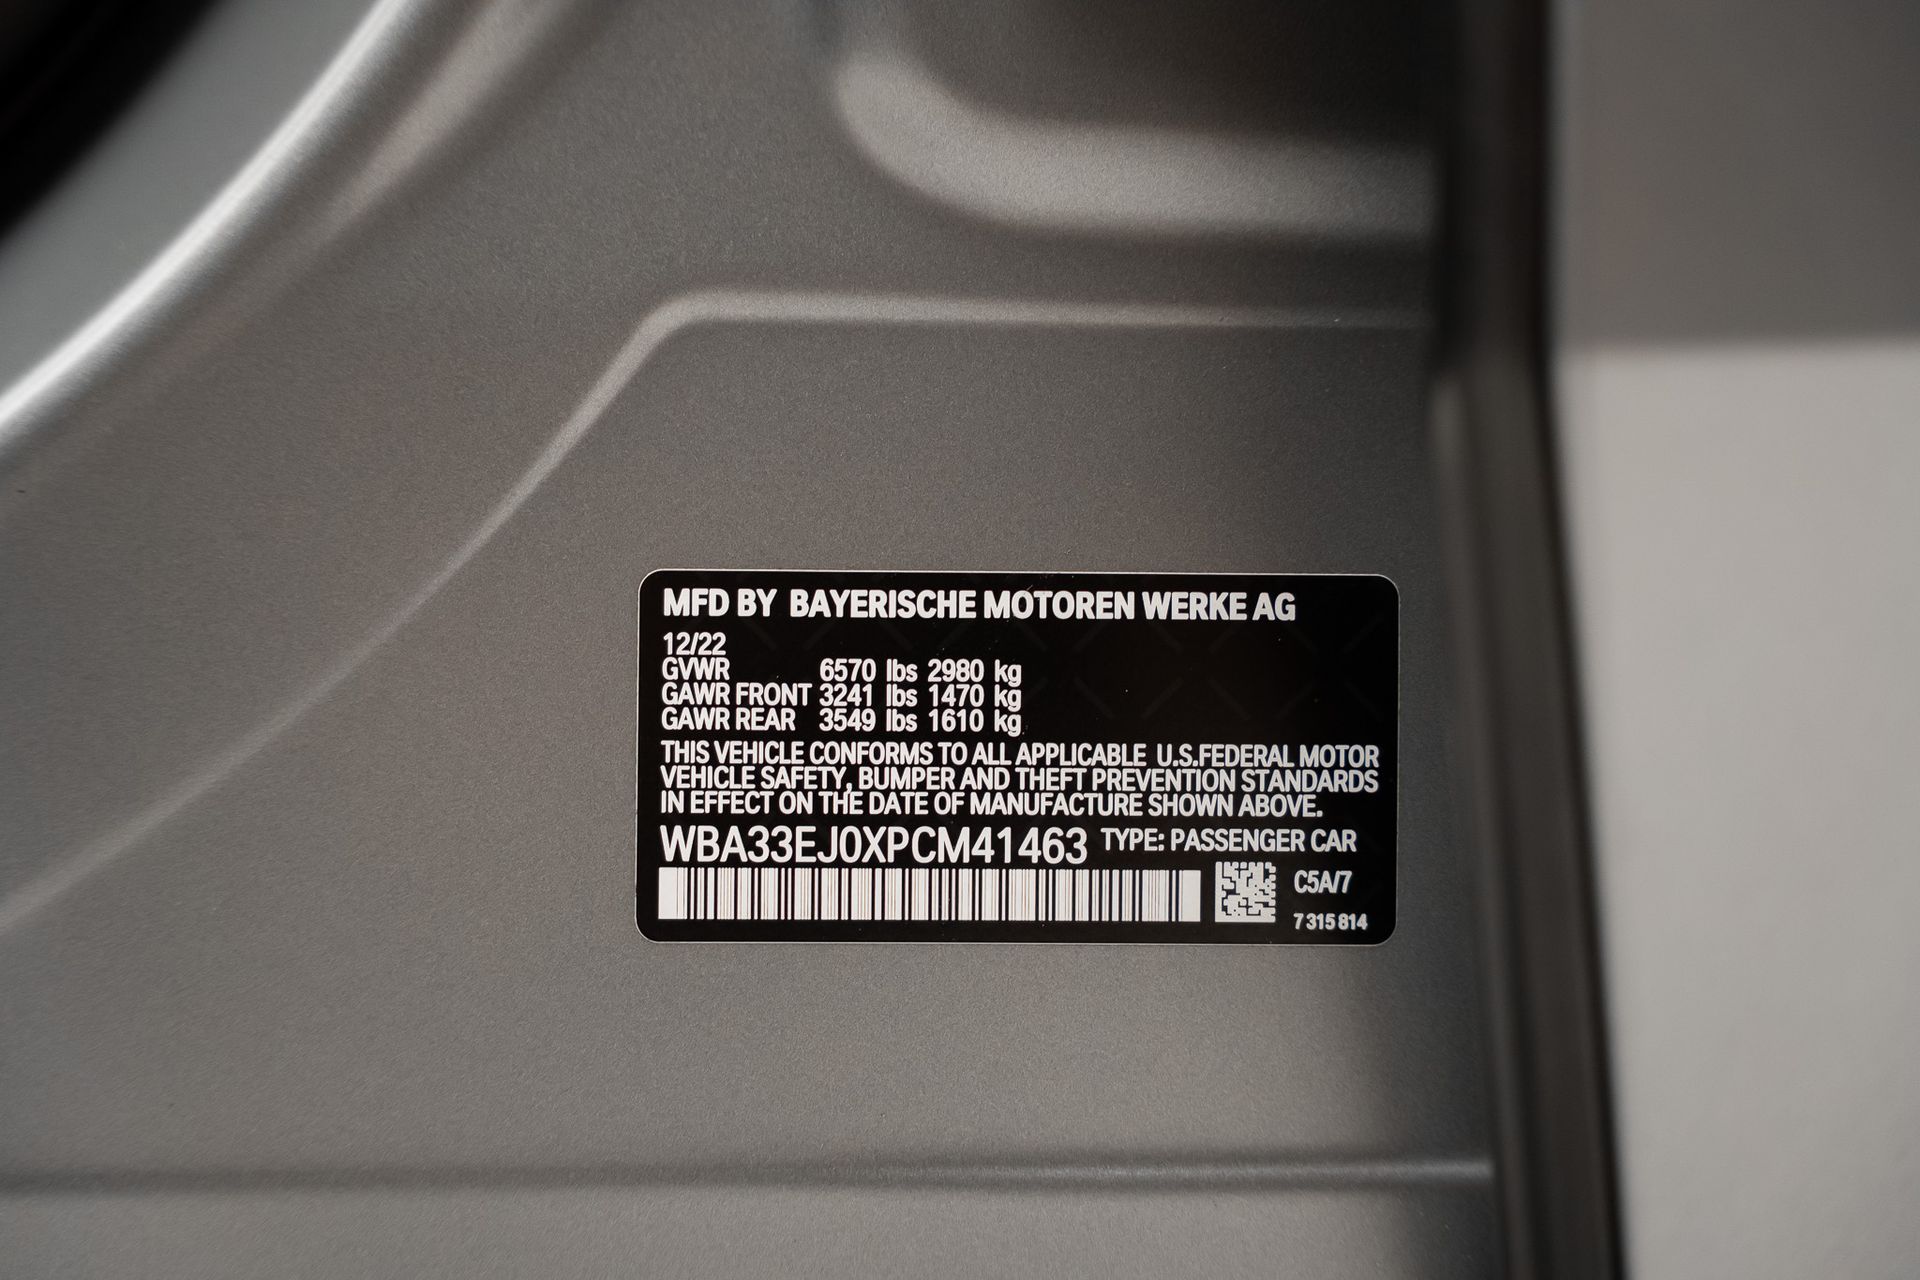 MFD BY BAYERISCHE MOTOREN WERKE AG
12/22
GVWR 6570 lbs 2980 kg
GAWR FRONT 3241 lbs 1470 kg
GAWR REAR 3549 lbs 1610 kg
THIS VEHICLE CONFORMS TO ALL APPLICABLE U.S.FEDERAL MOTOR
VEHICLE SAFETY, BUMPER AND THEFT PREVENTION STANDARDS
IN EFFECT ON THE DATE OF MANUFACTURE SHOWN ABOVE.
WBA33EJ0XPCM41463 TYPE: PASSENGER CAR
C5A/7
7 315 814